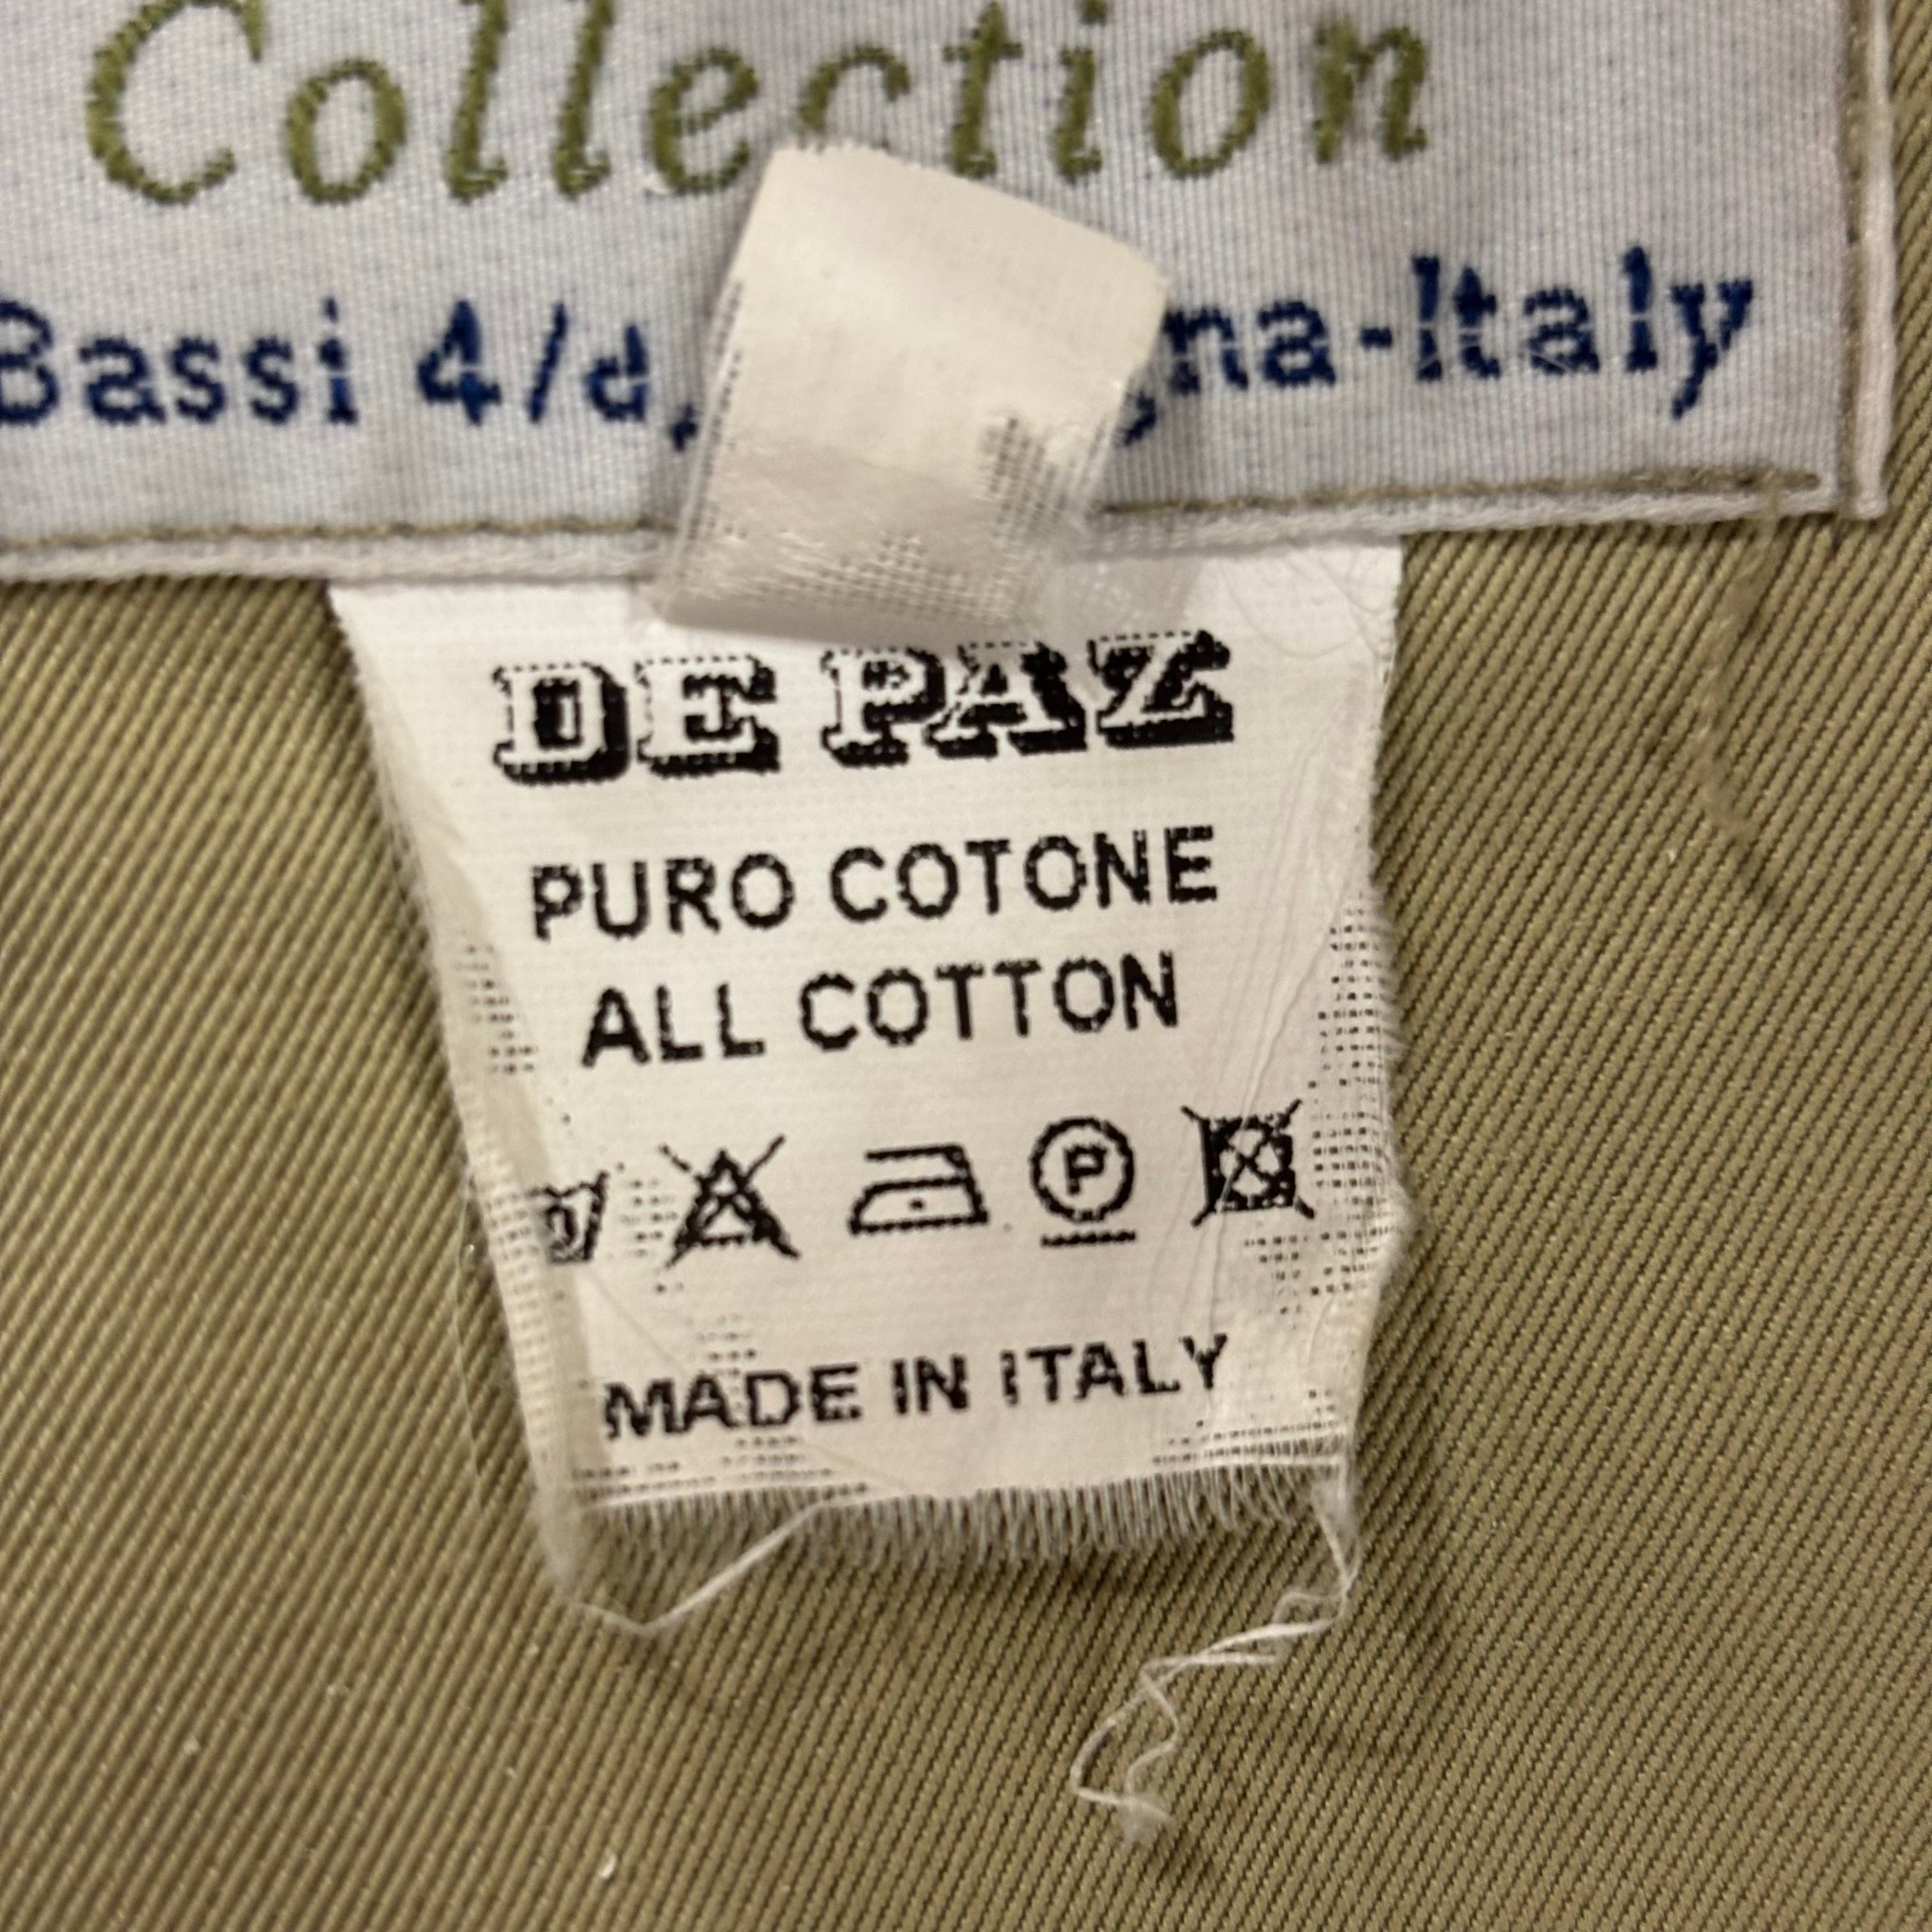 Collection
Bassi 4/d, na-Italy
DE PAZ
PURO COTONE
ALL COTTON
P
MADE IN ITALY